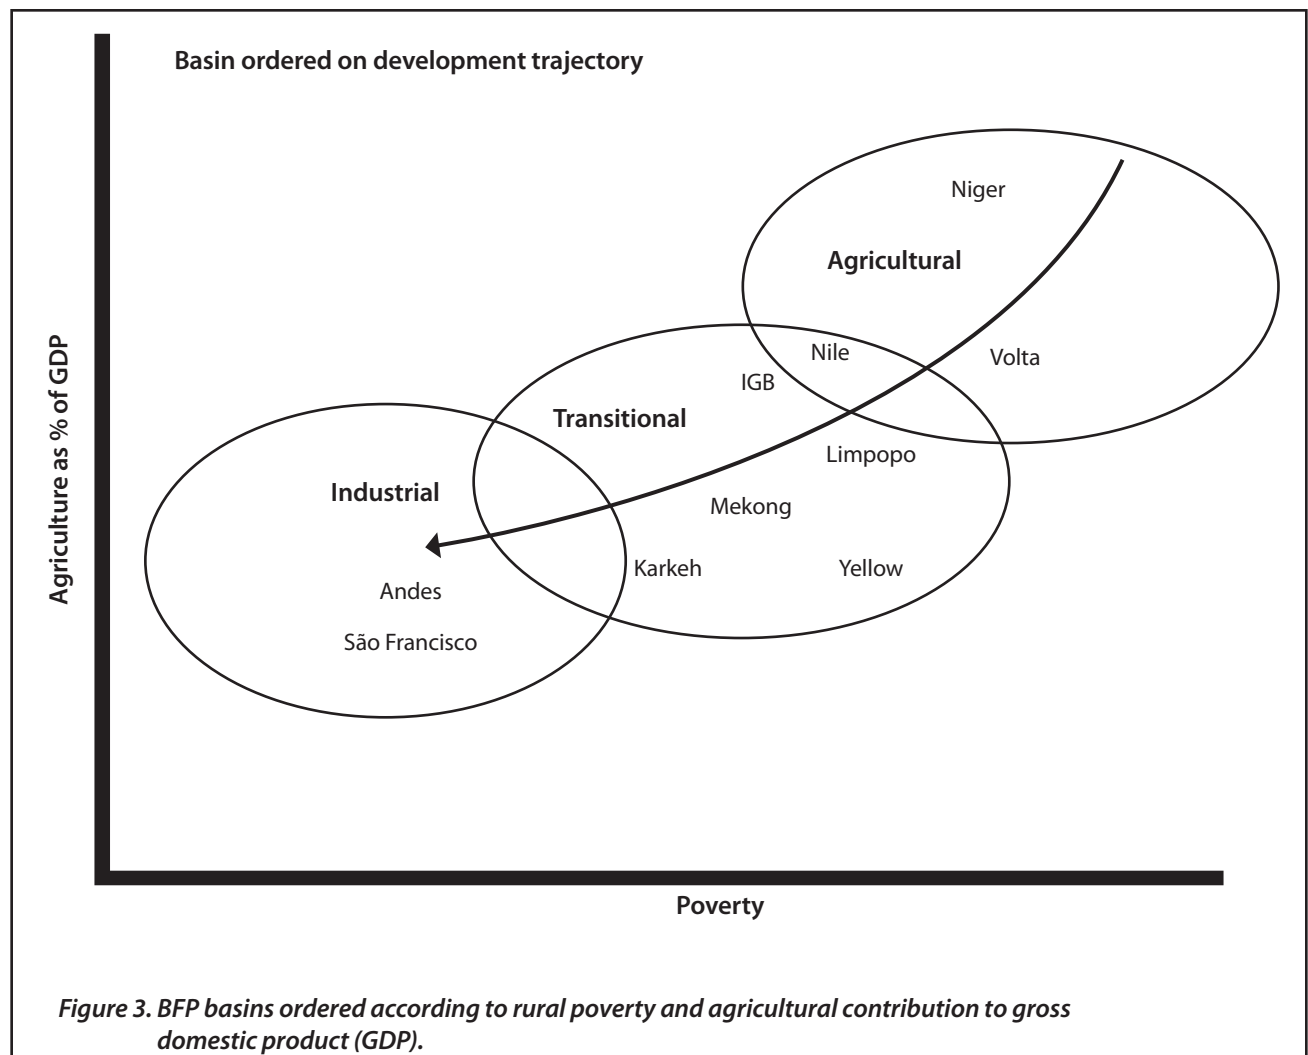 Basin ordered on development trajectory
Niger
Agricultural
Nile
Volta
IGB
Transitional
Limpopo
Industrial
Mekong
Karkeh
Yellow
Andes
São Francisco
Agriculture as % of GDP
Poverty
Figure 3. BFP basins ordered according to rural poverty and agricultural contribution to gross
domestic product (GDP).